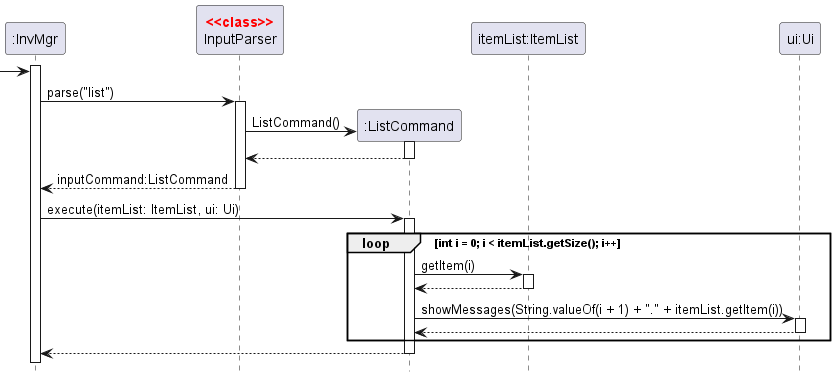 <<class>>
:InvMgr
InputParser
itemList:ItemList
ui:Ui
parse("list")
ListCommand()
:ListCommand
inputCommand:ListCommand
execute(itemList: ItemList, ui: Ui)
loop
[int i = 0; i < itemList.getSize(); i++]
getItem(i)
showMessages(String.valueOf(i + 1) + "." + itemList.getItem(i))